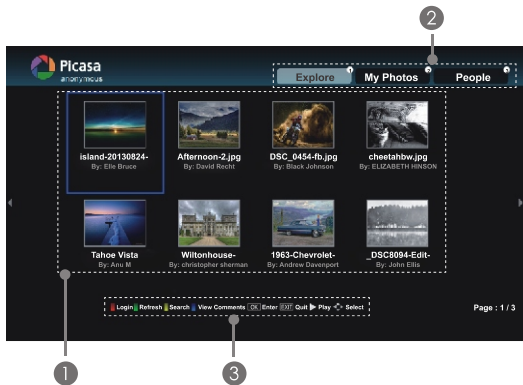 2
Picasa
anonymous
Explore
My Photos
People
island-20130824-
By: Elle Bruce
Afternoon-2.jpg
By: David Recht
DSC_0454-fb.jpg
By: Black Johnson
cheetahbw.jpg
By: ELIZABETH HINSON
Tahoe Vista
By: Anu M
Wiltonhouse-
By: christopher sherman
1963-Chevrolet-
By: Andrew Davenport
_DSC8094-Edit-
By: John Ellis
Login Refresh Search View Comments OK Enter EXIT Quit Play Select
Page : 1 / 3
1
3